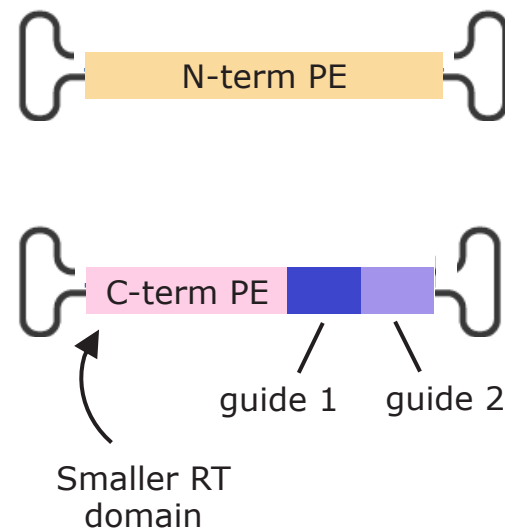 N-term PE
C-term PE
guide 1
guide 2
Smaller RT
domain